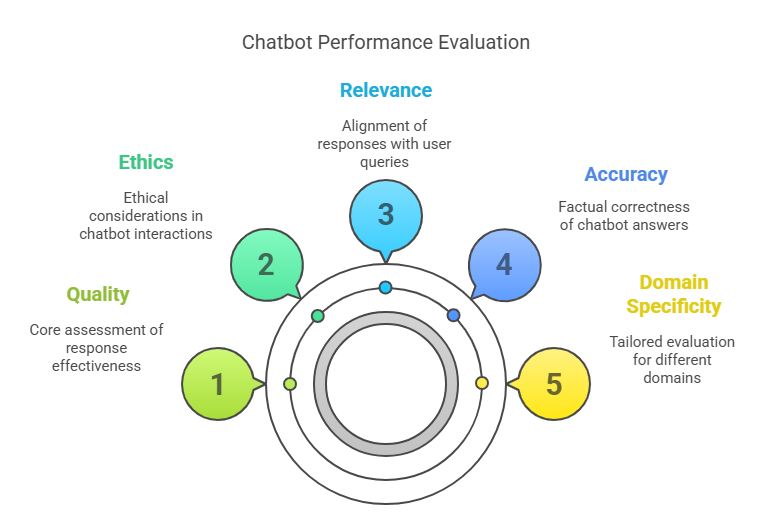 Chatbot Performance Evaluation
Relevance
Alignment of
responses with user
queries
Ethics
Ethical
considerations in
chatbot interactions
Accuracy
Factual correctness
of chatbot answers
3
2
4
Quality
Core assessment of
response
effectiveness
Domain
Specificity
Tailored evaluation
for different
domains
1
5